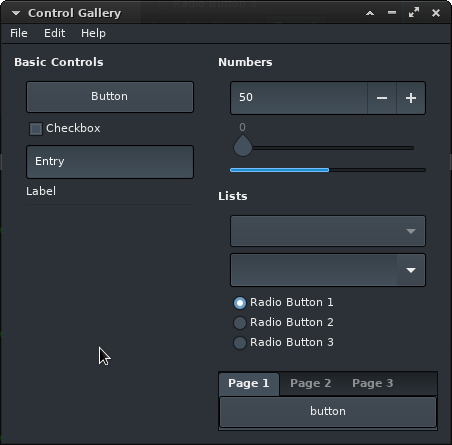 Control Gallery
File Edit Help
Basic Controls
Button
Checkbox
Entry
Label
Numbers
50
0
Lists
Radio Button 1
Radio Button 2
Radio Button 3
Page 1 Page 2 Page 3
button